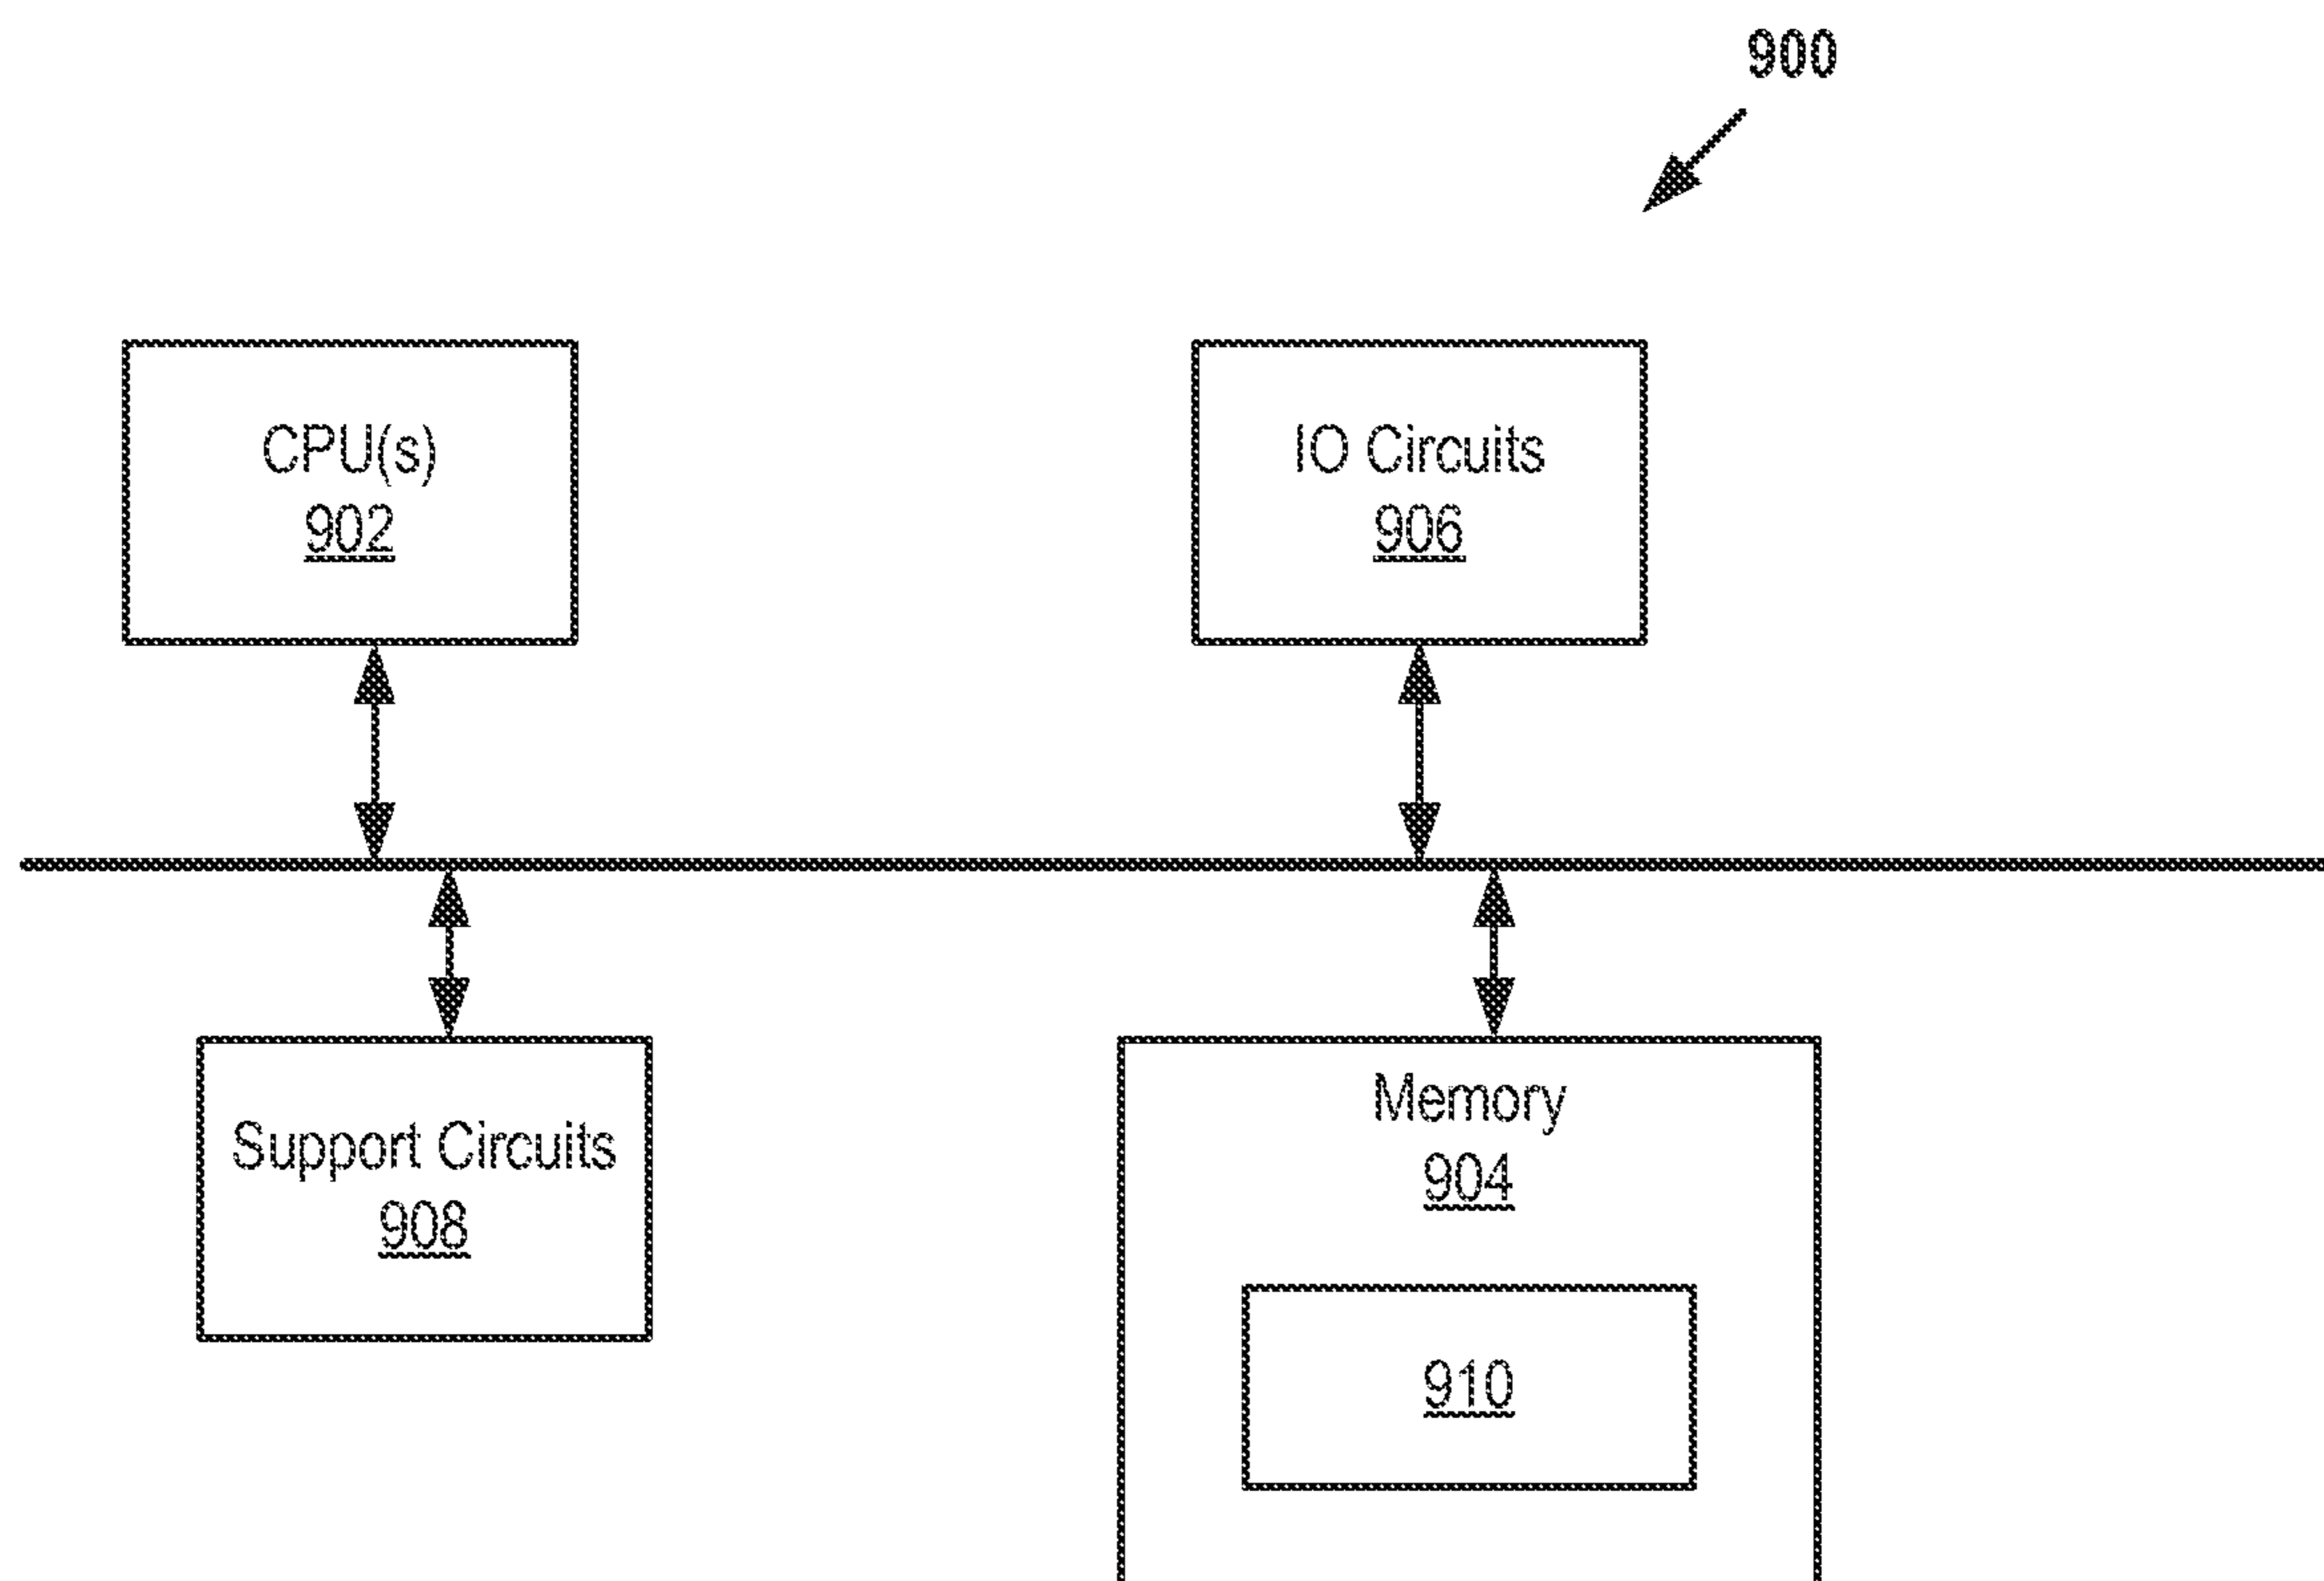 900
CPU(s)
902
IO Circuits
906
Support Circuits
908
Memory
904
910